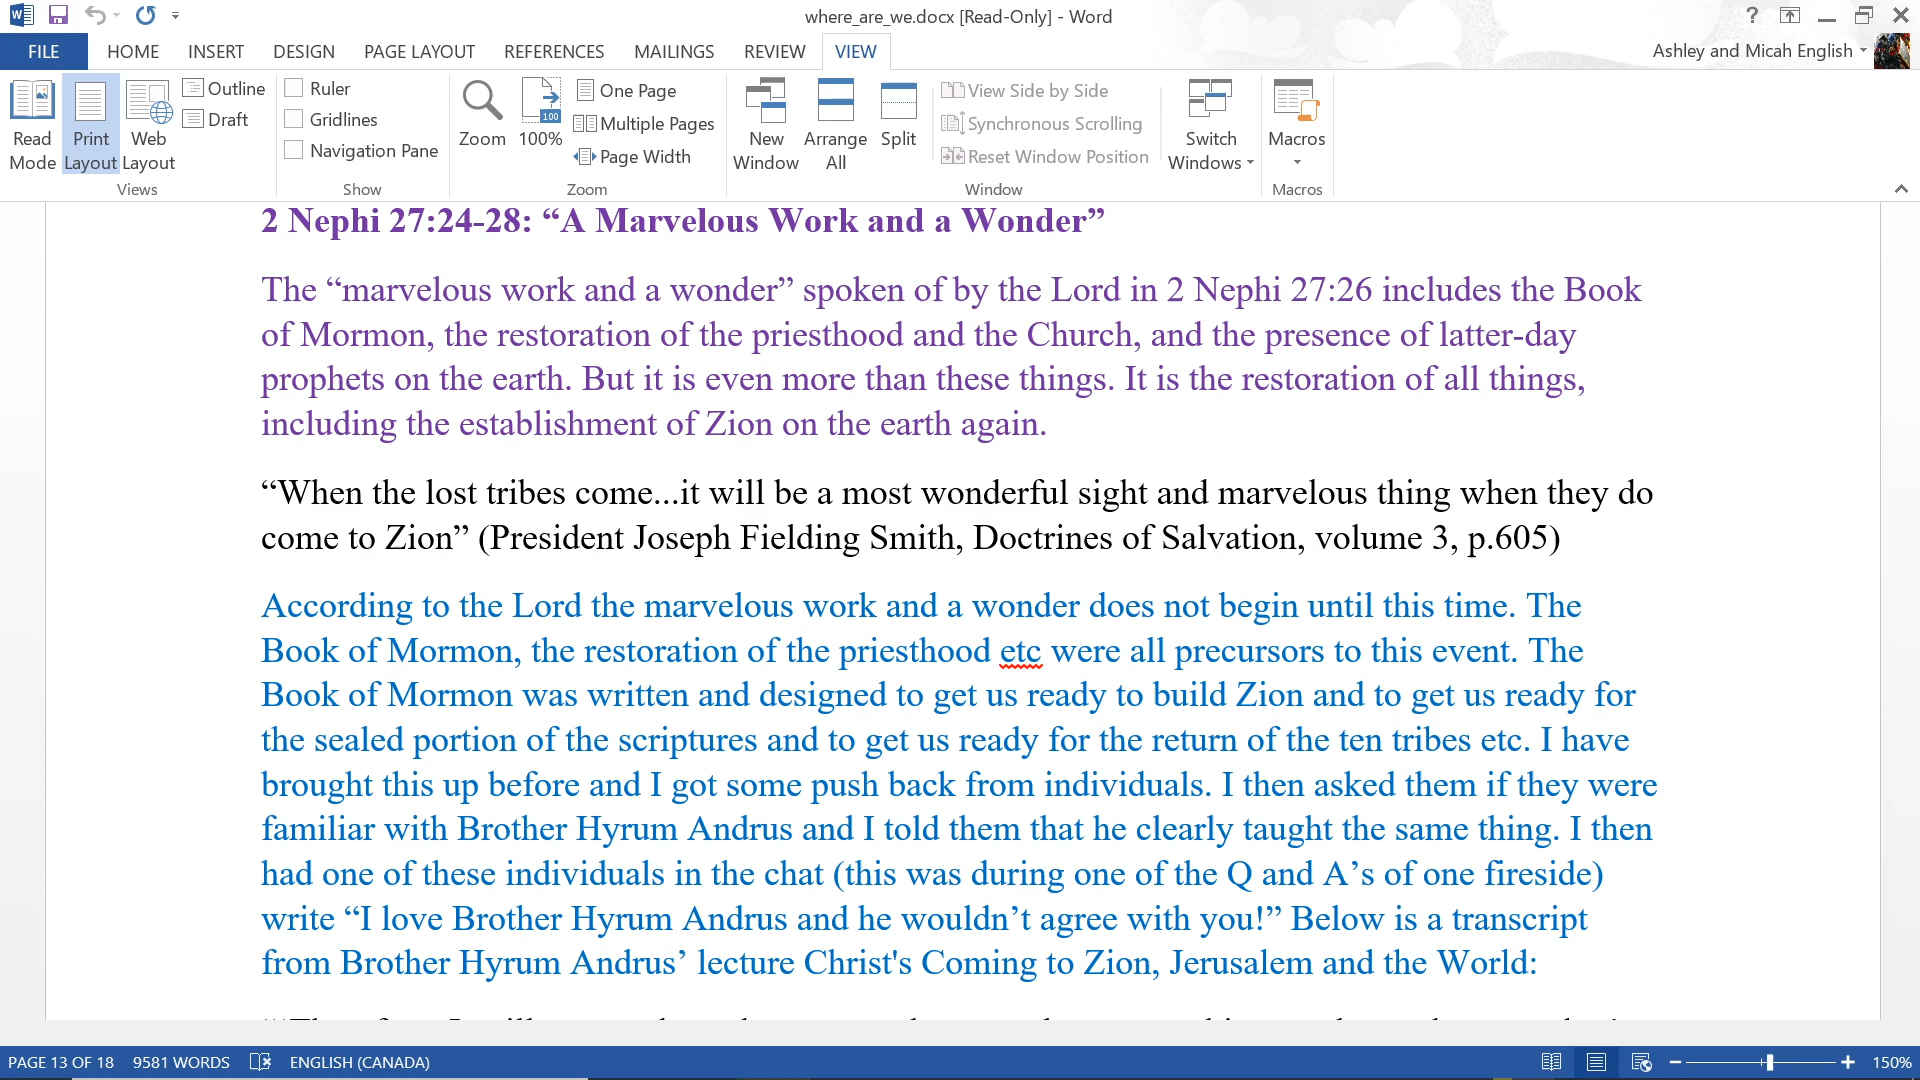 where_are_we.docx [Read-Only] - Word
?
FILE HOME INSERT DESIGN PAGE LAYOUT REFERENCES MAILINGS REVIEW VIEW Ashley and Micah English
Read Mode
Print Layout
Web Layout
Outline
Draft
Views
Ruler
Gridlines
Navigation Pane
Show
Zoom
100
100%
One Page
Multiple Pages
Page Width
Zoom
New Window
Arrange All
Split
View Side by Side
Synchronous Scrolling
Reset Window Position
Window
Switch Windows
Macros
Macros
2 Nephi 27:24-28: “A Marvelous Work and a Wonder”
The “marvelous work and a wonder” spoken of by the Lord in 2 Nephi 27:26 includes the Book
of Mormon, the restoration of the priesthood and the Church, and the presence of latter-day
prophets on the earth. But it is even more than these things. It is the restoration of all things,
including the establishment of Zion on the earth again.
“When the lost tribes come...it will be a most wonderful sight and marvelous thing when they do
come to Zion” (President Joseph Fielding Smith, Doctrines of Salvation, volume 3, p.605)
According to the Lord the marvelous work and a wonder does not begin until this time. The
Book of Mormon, the restoration of the priesthood etc were all precursors to this event. The
Book of Mormon was written and designed to get us ready to build Zion and to get us ready for
the sealed portion of the scriptures and to get us ready for the return of the ten tribes etc. I have
brought this up before and I got some push back from individuals. I then asked them if they were
familiar with Brother Hyrum Andrus and I told them that he clearly taught the same thing. I then
had one of these individuals in the chat (this was during one of the Q and A’s of one fireside)
write “I love Brother Hyrum Andrus and he wouldn’t agree with you!” Below is a transcript
from Brother Hyrum Andrus’ lecture Christ's Coming to Zion, Jerusalem and the World:
PAGE 13 OF 18 9581 WORDS ENGLISH (CANADA) 150%